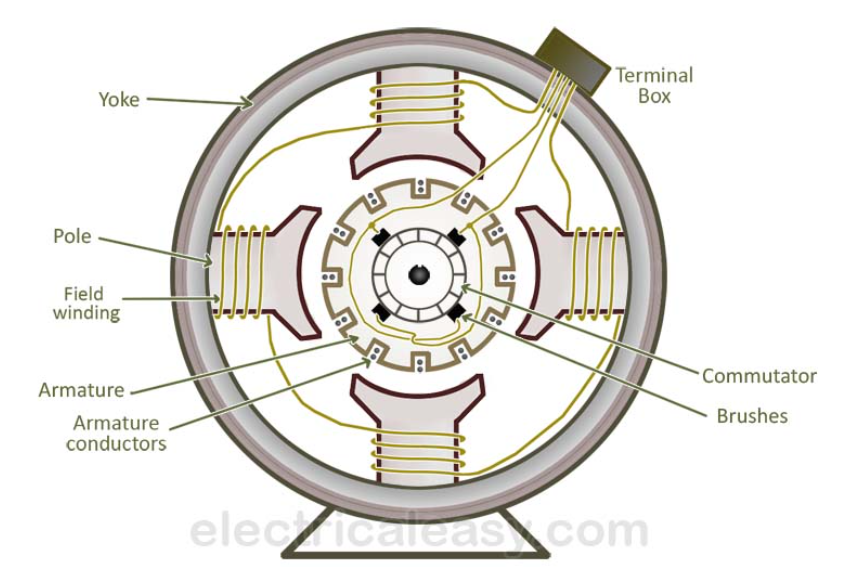 Terminal
Box
Yoke
Pole
Field
winding
Armature
Armature
conductors
Commutator
Brushes
electricaleasy.com